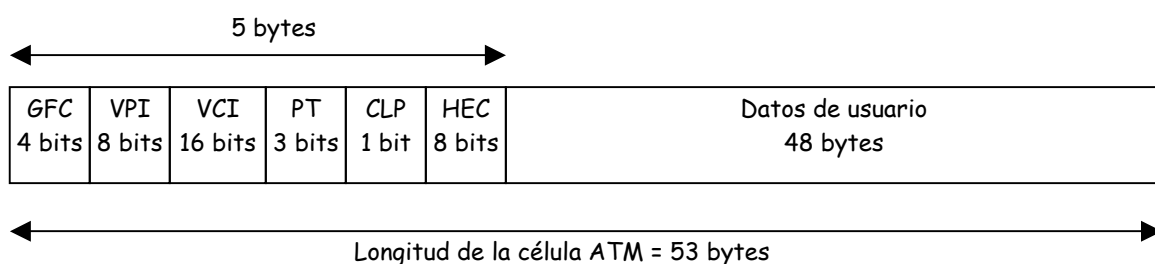 5 bytes
GFC VPI VCI PT CLP HEC Datos de usuario
4 bits 8 bits 16 bits 3 bits 1 bit 8 bits 48 bytes
Longitud de la célula ATM = 53 bytes